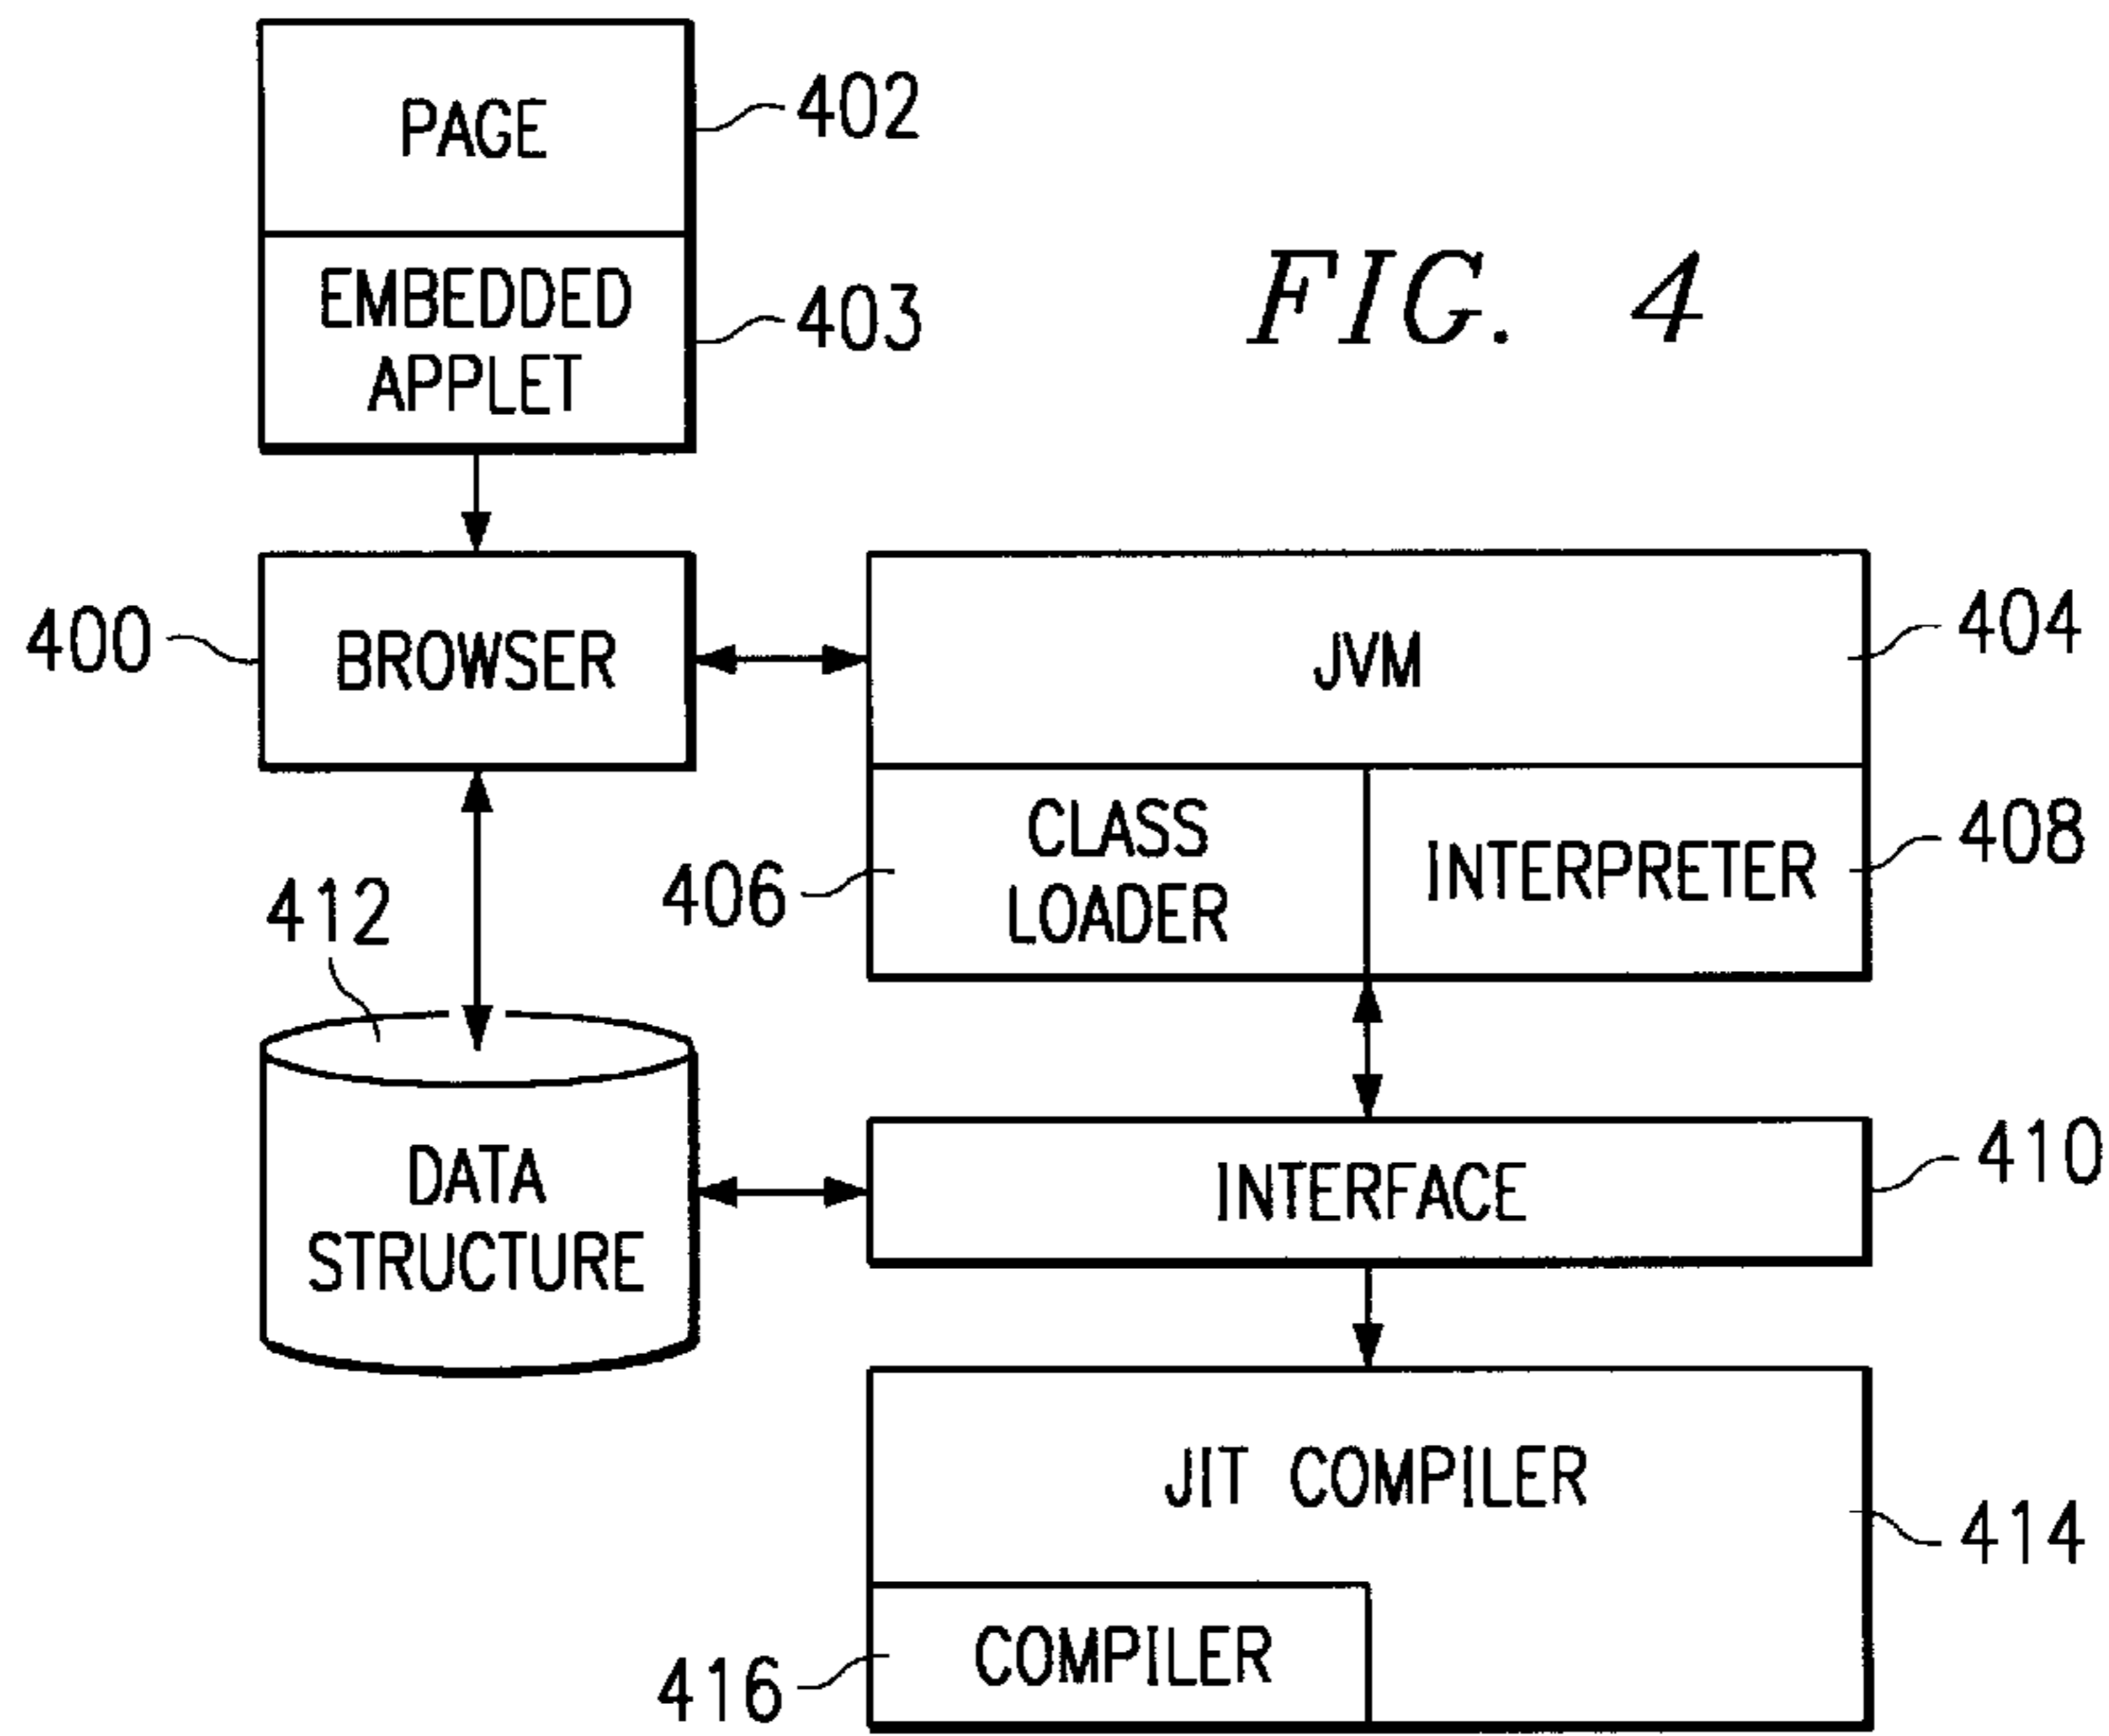 PAGE
402
EMBEDDED
APPLET
403
FIG. 4
400
BROWSER
JVM
404
CLASS
LOADER
406
INTERPRETER
408
412
DATA
STRUCTURE
INTERFACE
410
JIT COMPILER
414
COMPILER
416